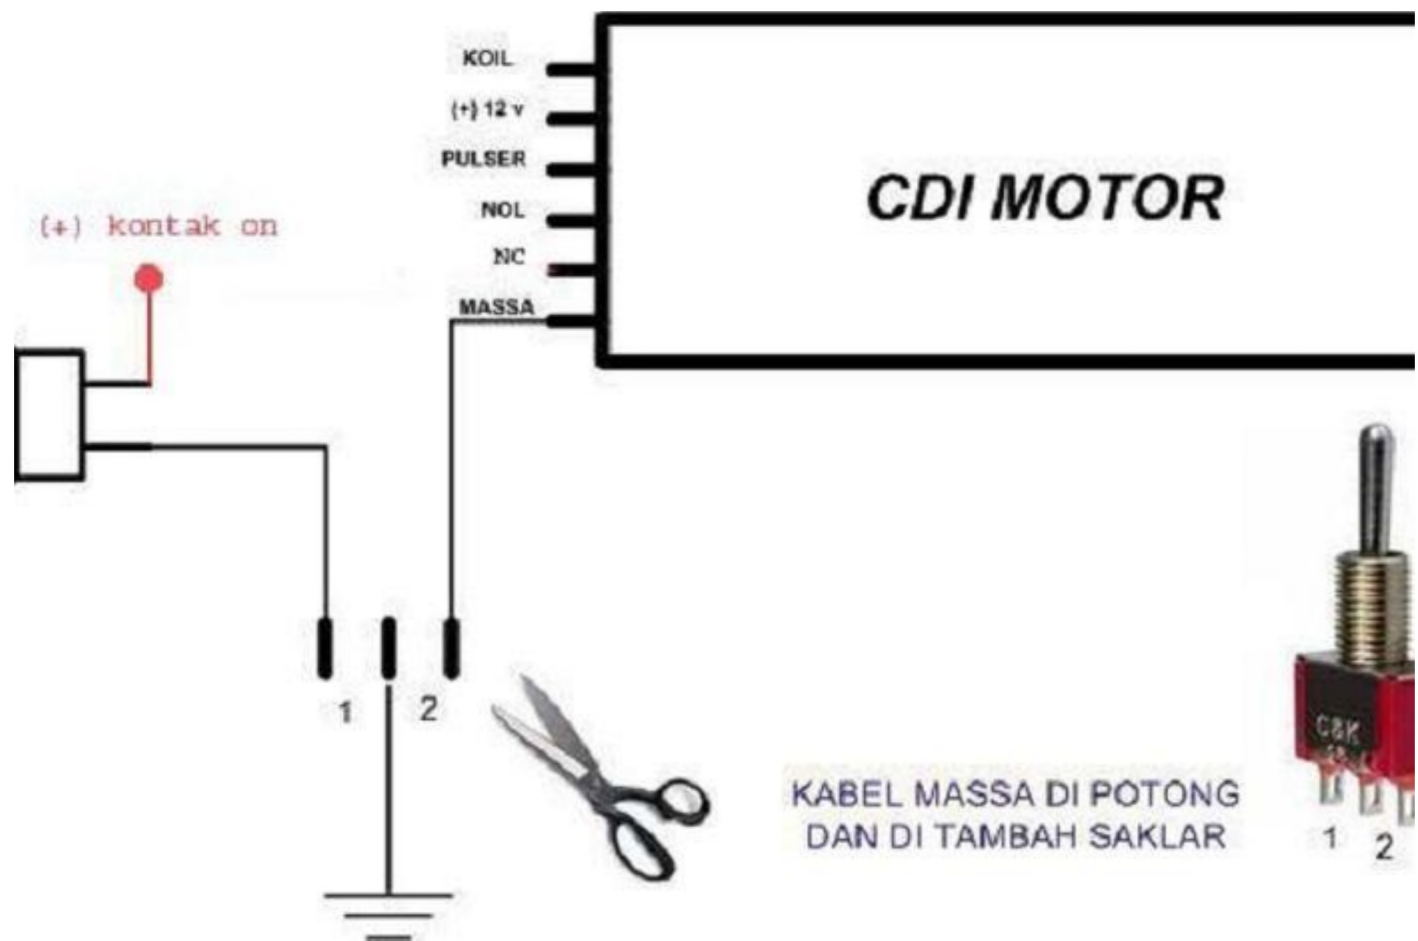 KOIL
(+) 12 v
PULSER
NOL
NC
MASSA
CDI MOTOR
(+) kontak on
1
2
KABEL MASSA DI POTONG
DAN DI TAMBAH SAKLAR
C&K
1
2